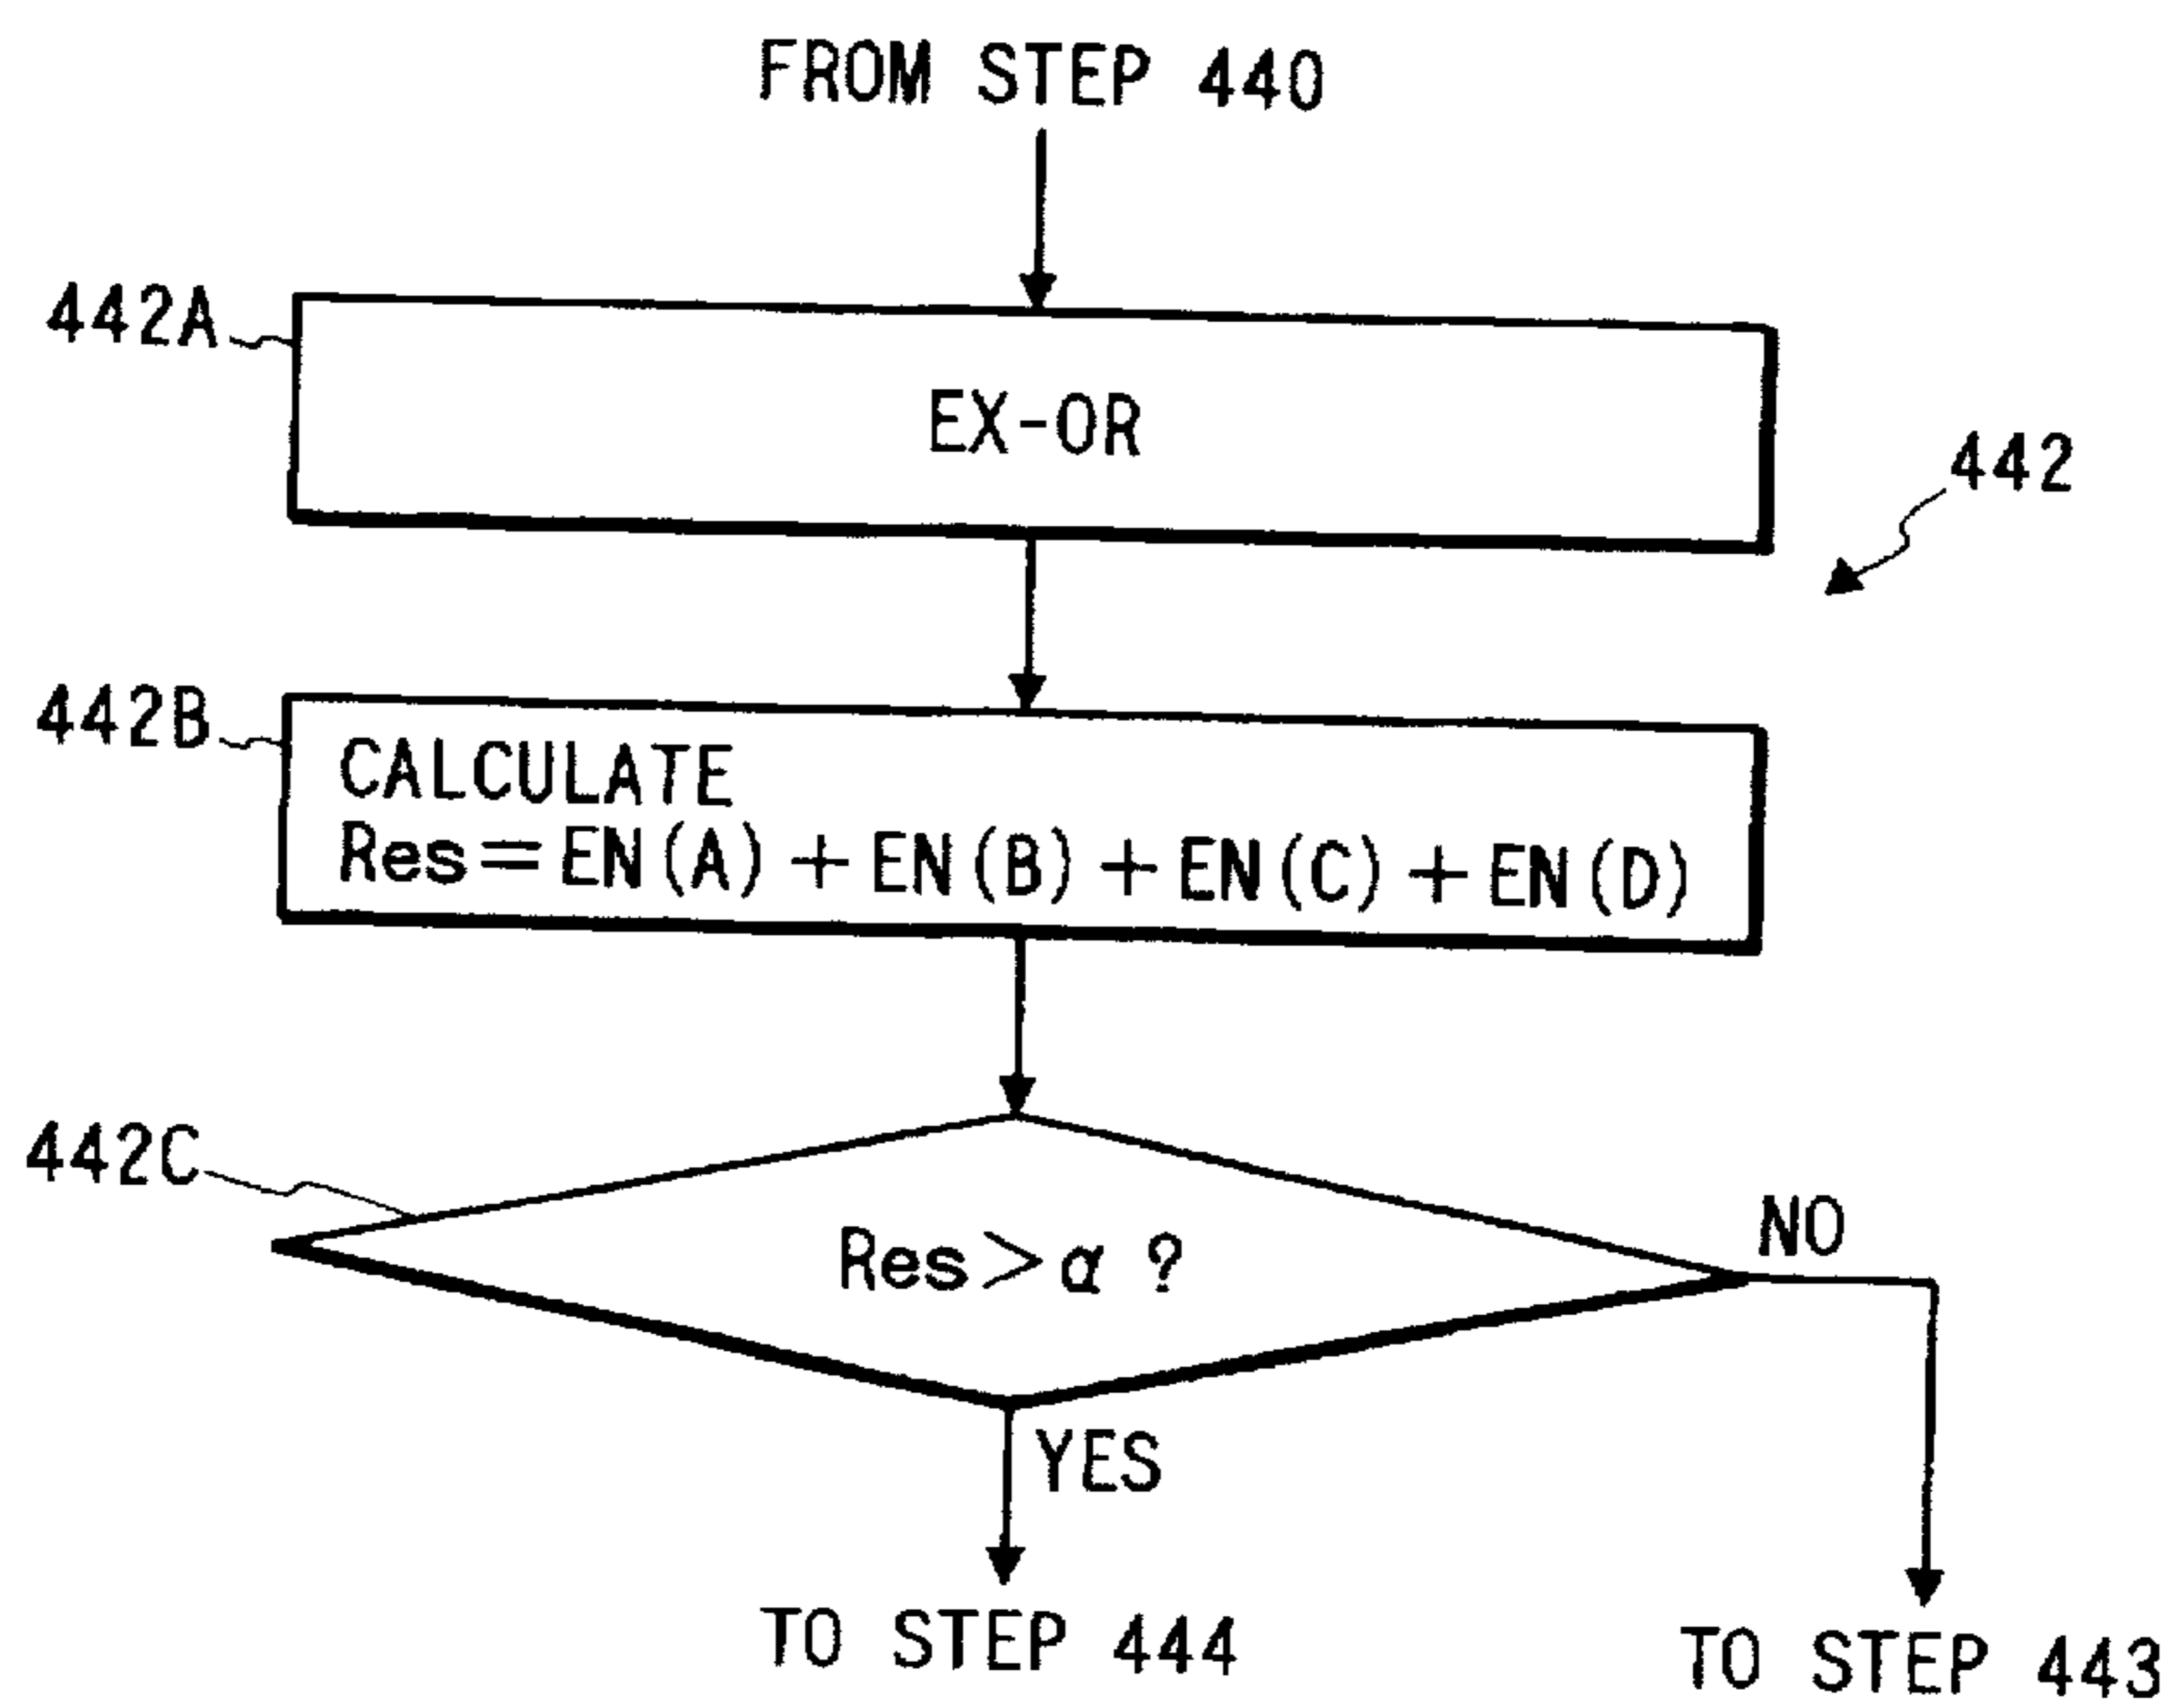 FROM STEP 440
442A
EX-OR
442
442B
CALCULATE
Res=EN(A)+EN(B)+EN(C)+EN(D)
442C
Res>α ?
NO
YES
TO STEP 444
TO STEP 443